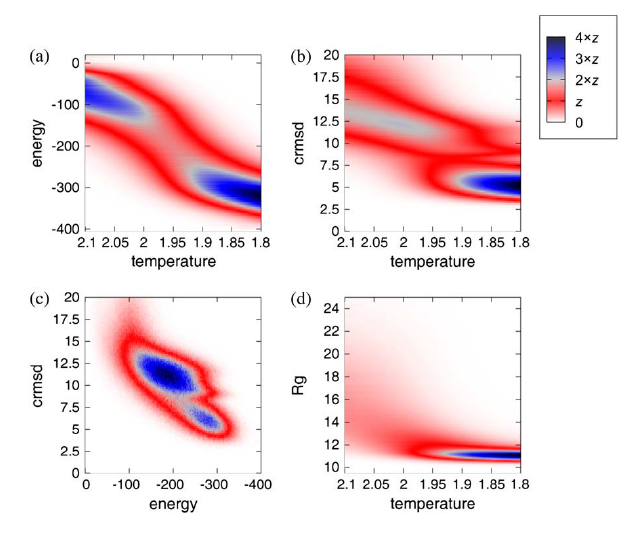 (a)
0
-100
-200
-300
-400
energy
2.1 2.05 2 1.95 1.9 1.85 1.8
temperature
(b)
20
17.5
15
12.5
10
7.5
5
2.5
0
crmsd
2.1 2.05 2 1.95 1.9 1.85 1.8
temperature
4×z
3×z
2×z
z
0
(c)
20
17.5
15
12.5
10
7.5
5
2.5
0
crmsd
0 -100 -200 -300 -400
energy
(d)
24
22
20
18
16
14
12
10
Rg
2.1 2.05 2 1.95 1.9 1.85 1.8
temperature